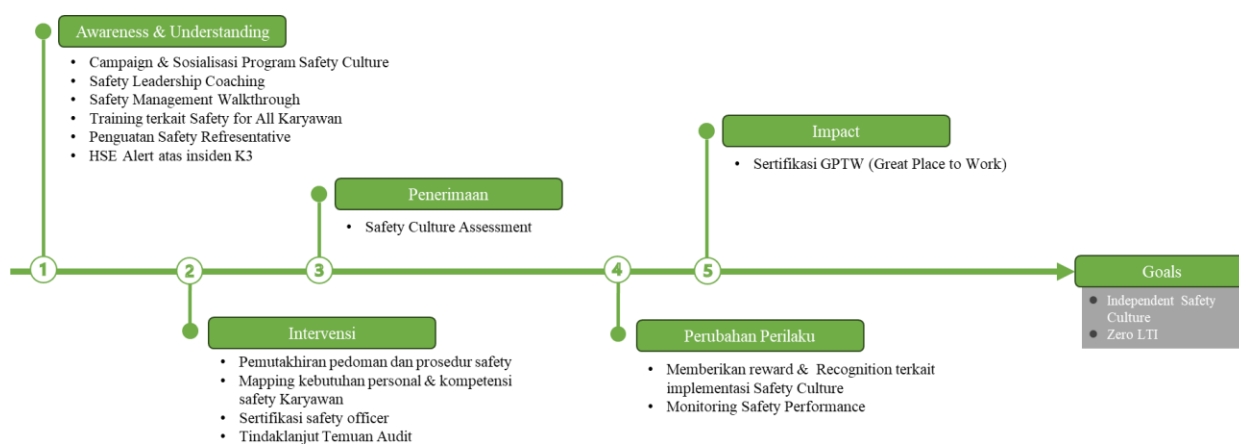 Awareness & Understanding
• Campaign & Sosialisasi Program Safety Culture
• Safety Leadership Coaching
• Safety Management Walkthrough
• Training terkait Safety for All Karyawan
• Penguatan Safety Refresentative
• HSE Alert atas insiden K3
Impact
• Sertifikasi GPTW (Great Place to Work)
Penerimaan
• Safety Culture Assessment
1
2
3
4
5
Goals
● Independent Safety
Culture
● Zero LTI
Intervensi
• Pemutakhiran pedoman dan prosedur safety
• Mapping kebutuhan personal & kompetensi
safety Karyawan
• Sertifikasi safety officer
• Tindaklanjut Temuan Audit
Perubahan Perilaku
• Memberikan reward & Recognition terkait
implementasi Safety Culture
• Monitoring Safety Performance